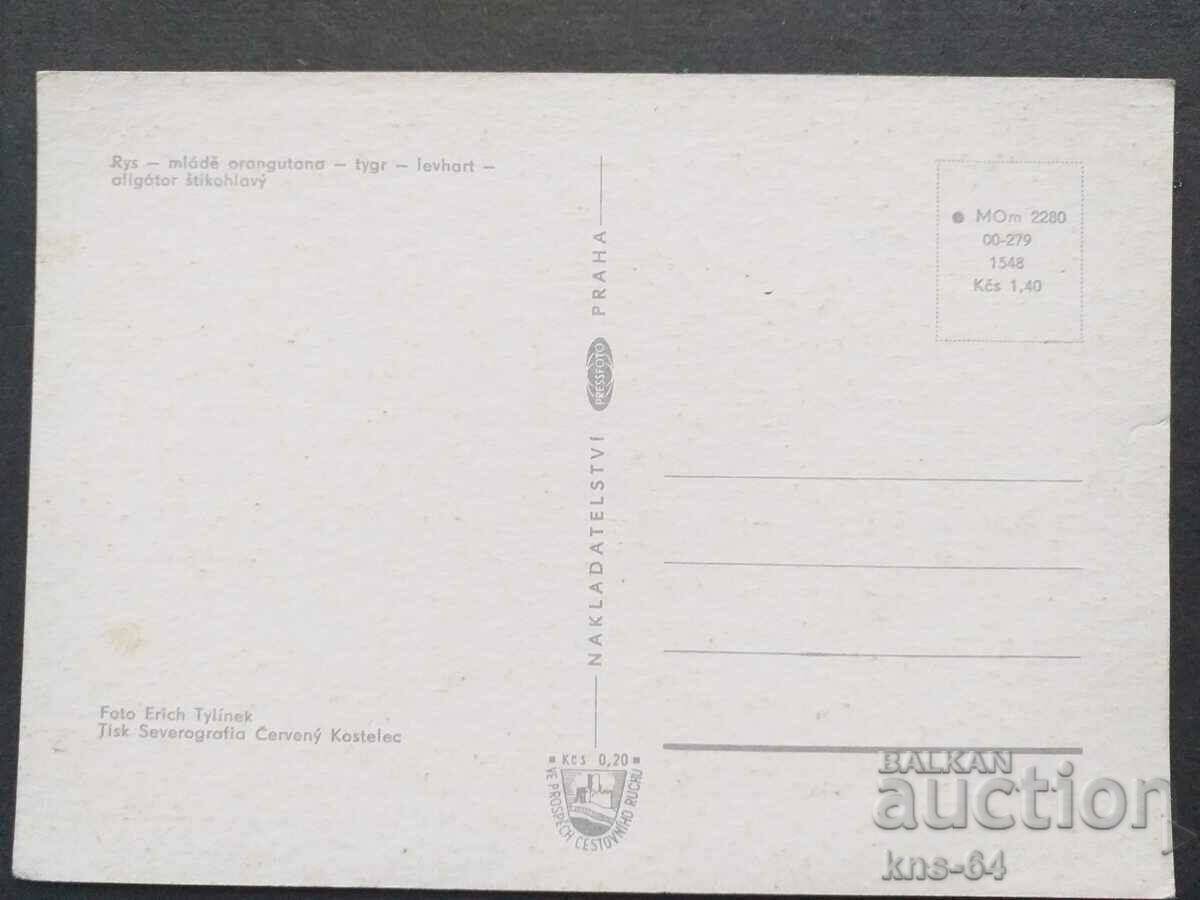 Rys — mládě orangutana — tygr — levhart —
aligátor štikohlavý
MOm 2280
00-279
1548
Kčs 1,40
NAKLADATELSTVÍ PRESSFOTO PRAHA
Foto Erich Tylínek
Tisk Severografia Červený Kostelec
Kčs 0,20
VE PROSPĚCH CESTOVNÍHO RUCHU
BALKAN
auction
kns-64